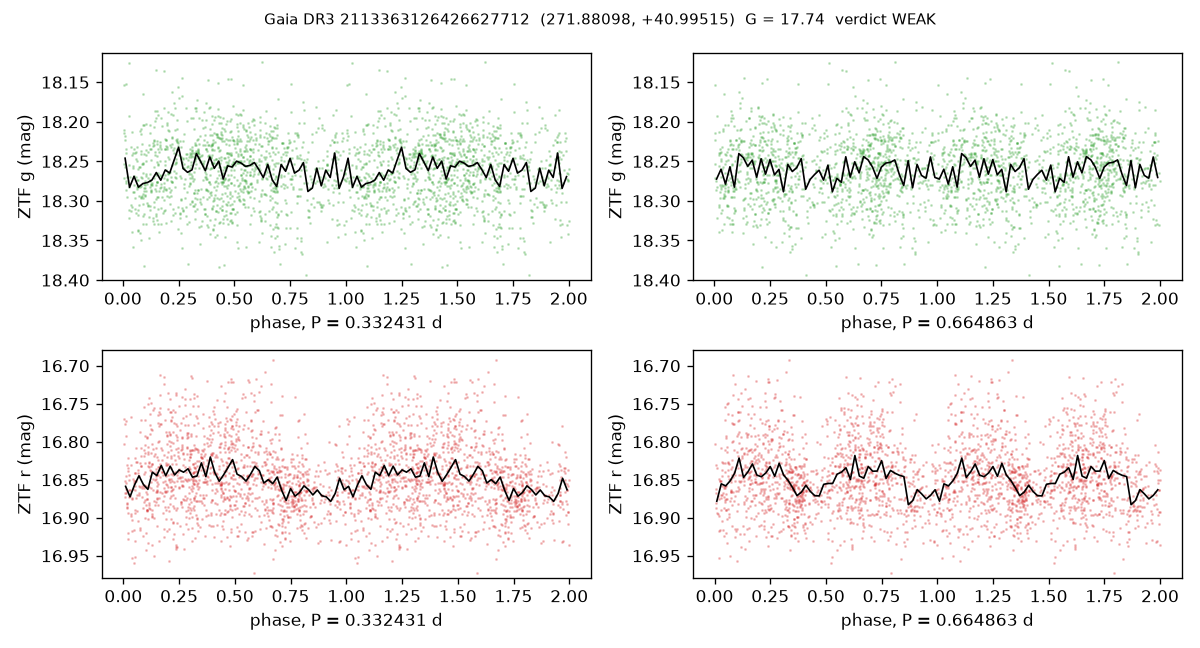 Gaia DR3 2113363126426627712 (271.88098, +40.99515) G = 17.74 verdict WEAK
ZTF g (mag)
18.15
18.20
18.25
18.30
18.35
18.40
0.00 0.25 0.50 0.75 1.00 1.25 1.50 1.75 2.00
phase, P = 0.332431 d
ZTF g (mag)
18.15
18.20
18.25
18.30
18.35
18.40
0.00 0.25 0.50 0.75 1.00 1.25 1.50 1.75 2.00
phase, P = 0.664863 d
ZTF r (mag)
16.70
16.75
16.80
16.85
16.90
16.95
0.00 0.25 0.50 0.75 1.00 1.25 1.50 1.75 2.00
phase, P = 0.332431 d
ZTF r (mag)
16.70
16.75
16.80
16.85
16.90
16.95
0.00 0.25 0.50 0.75 1.00 1.25 1.50 1.75 2.00
phase, P = 0.664863 d